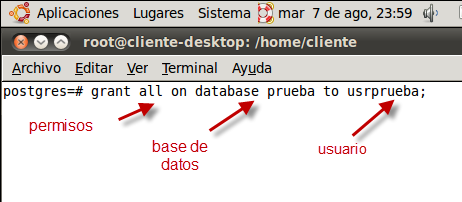 Aplicaciones Lugares Sistema mar 7 de ago, 23:59
root@cliente-desktop: /home/cliente
Archivo Editar Ver Terminal Ayuda
postgres=# grant all on database prueba to usrprueba;
permisos
base de
datos
usuario